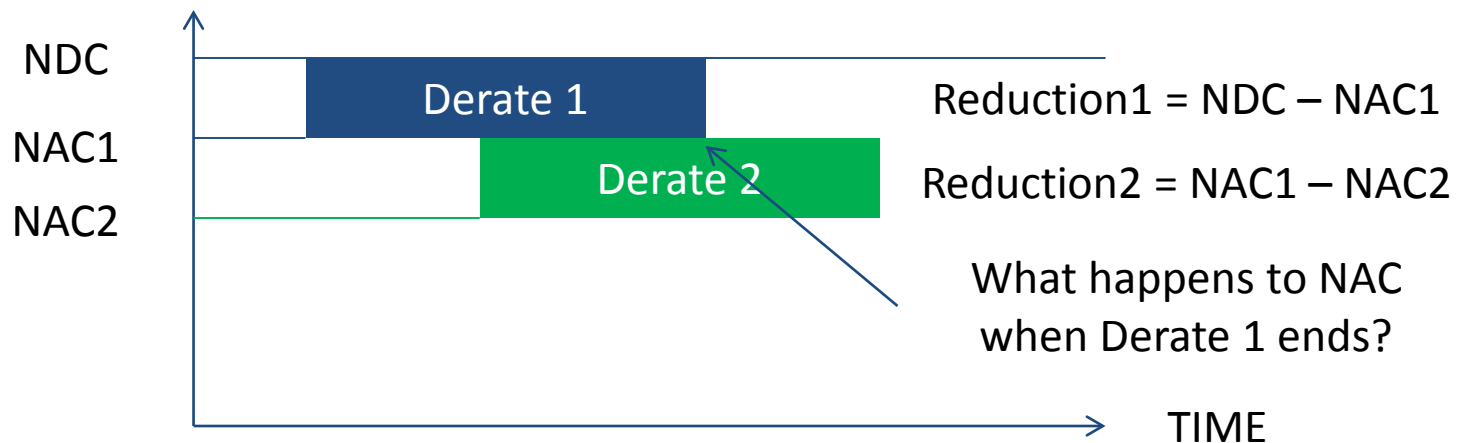 NDC
Derate 1
Reduction1 = NDC – NAC1
NAC1
Derate 2
Reduction2 = NAC1 – NAC2
NAC2
What happens to NAC
when Derate 1 ends?
TIME